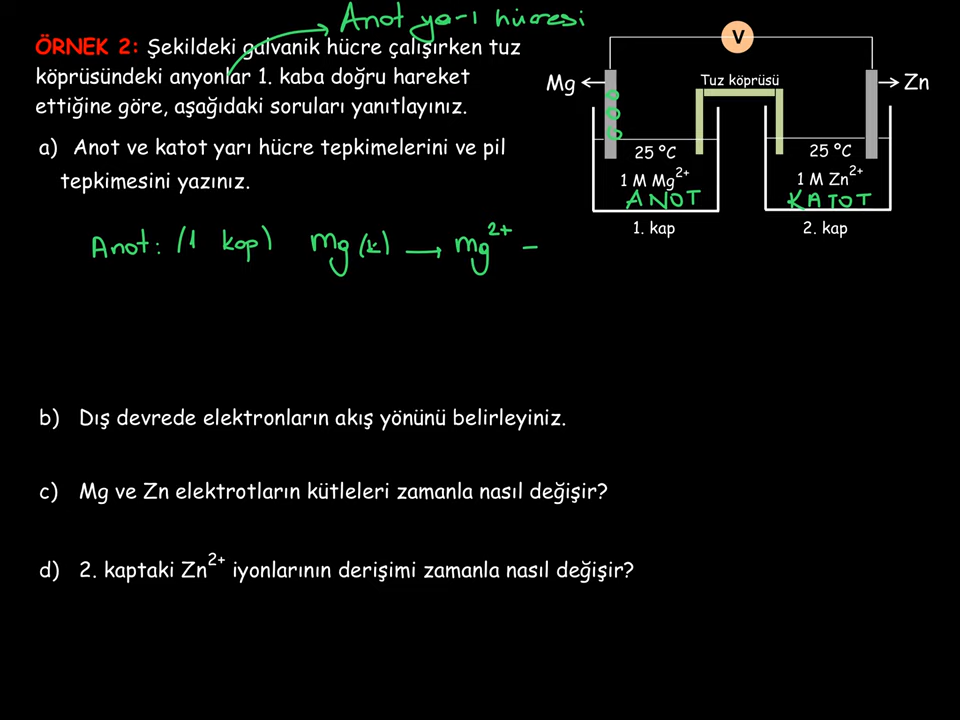 Anot ya-ı hücresi
ÖRNEK 2: Şekildeki galvanik hücre çalışırken tuz
köprüsündeki anyonlar 1. kaba doğru hareket
ettiğine göre, aşağıdaki soruları yanıtlayınız.
a) Anot ve katot yarı hücre tepkimelerini ve pil
tepkimesini yazınız.
V
Mg
Tuz köprüsü
Zn
25 °C
1 M Mg2+
ANOT
1. kap
25 °C
1 M Zn2+
KATOT
2. kap
Anot: (1 kap) Mg (k) → Mg2+ -
b) Dış devrede elektronların akış yönünü belirleyiniz.
c) Mg ve Zn elektrotların kütleleri zamanla nasıl değişir?
d) 2. kaptaki Zn2+ iyonlarının derişimi zamanla nasıl değişir?